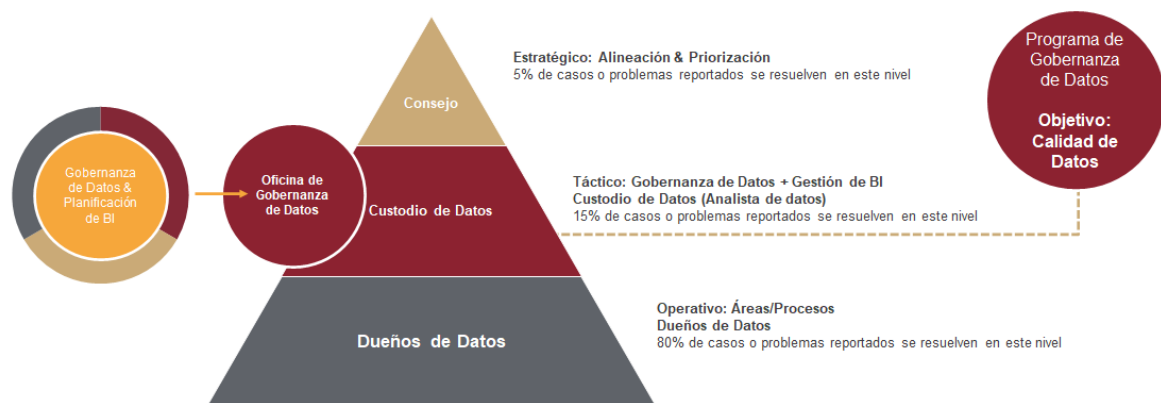 Gobernanza
de Datos &
Planificación
de BI
Oficina de
Gobernanza
de Datos
Consejo
Custodio de Datos
Dueños de Datos
Estratégico: Alineación & Priorización
5% de casos o problemas reportados se resuelven en este nivel
Táctico: Gobernanza de Datos + Gestión de BI
Custodio de Datos (Analista de datos)
15% de casos o problemas reportados se resuelven en este nivel
Operativo: Áreas/Procesos
Dueños de Datos
80% de casos o problemas reportados se resuelven en este nivel
Programa de
Gobernanza
de Datos
Objetivo:
Calidad de
Datos